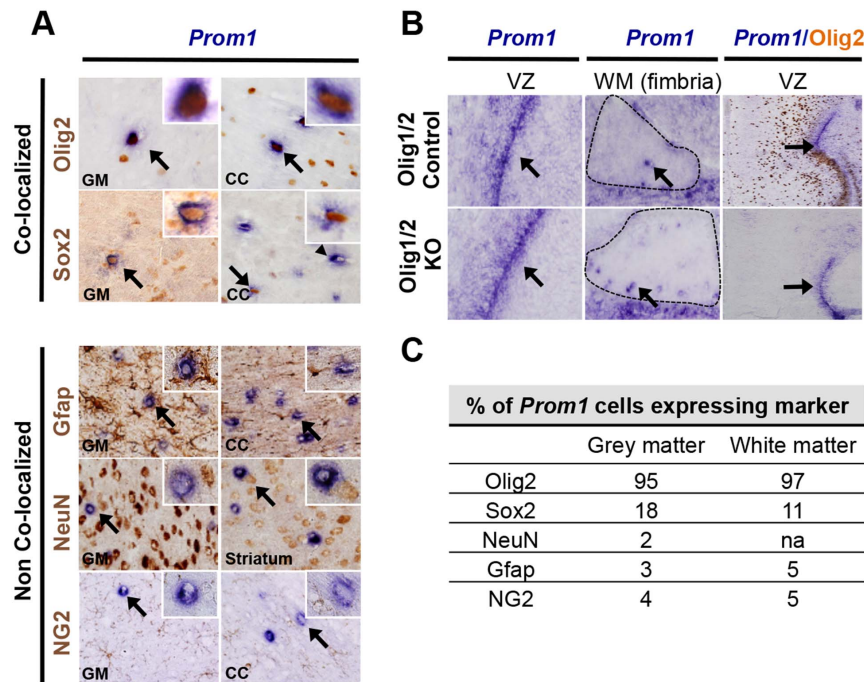 A
Prom1
Co-localized
Olig2
GM
CC
Sox2
GM
CC
Non Co-localized
Gfap
GM
CC
NeuN
GM
Striatum
NG2
GM
CC
B
Prom1
Prom1
Prom1/Olig2
VZ
WM (fimbria)
VZ
Olig1/2
Control
Olig1/2
KO
C
% of Prom1 cells expressing marker
Grey matter White matter
Olig2 95 97
Sox2 18 11
NeuN 2 na
Gfap 3 5
NG2 4 5